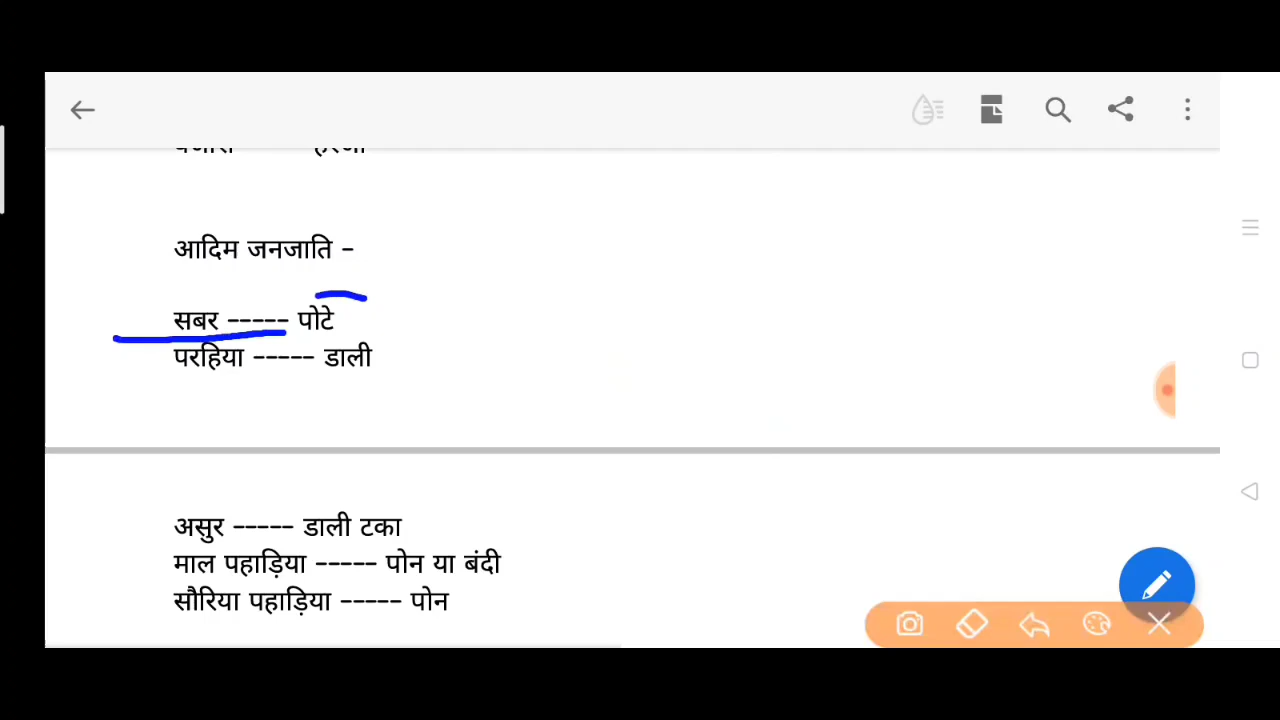 आदिम जनजाति -
सबर ----- पोटे
परहिया ----- डाली
असुर ----- डाली टका
माल पहाड़िया ----- पोन या बंदी
सौरिया पहाड़िया ----- पोन